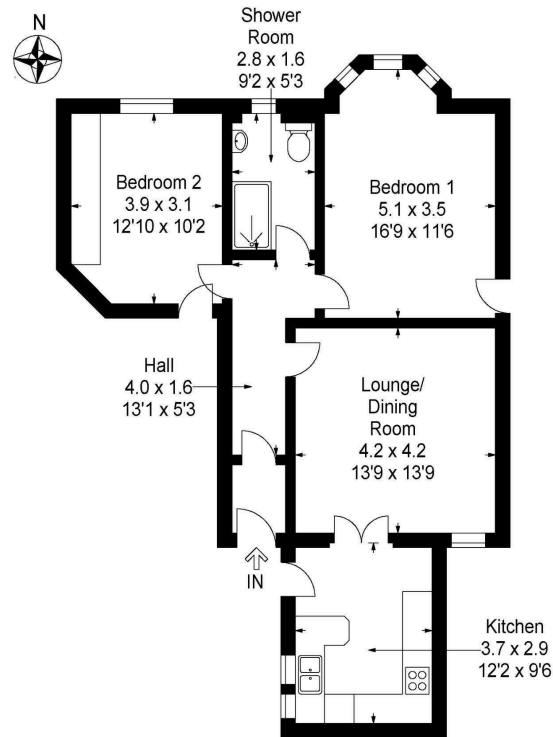 N
Shower
Room
2.8 x 1.6
9'2 x 5'3
Bedroom 2
3.9 x 3.1
12'10 x 10'2
Bedroom 1
5.1 x 3.5
16'9 x 11'6
Hall
4.0 x 1.6
13'1 x 5'3
Lounge/
Dining
Room
4.2 x 4.2
13'9 x 13'9
IN
Kitchen
3.7 x 2.9
12'2 x 9'6